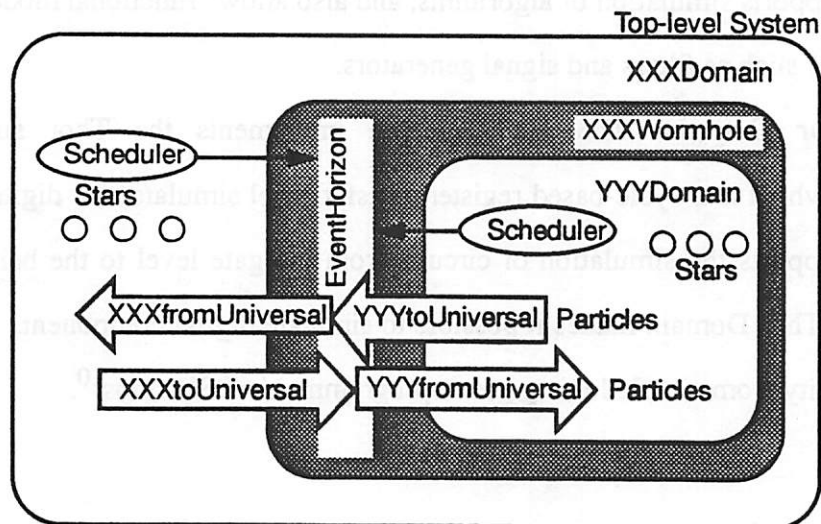 Top-level System
XXXDomain
XXXWormhole
Scheduler
Stars
EventHorizon
YYYDomain
Scheduler
Stars
XXXfromUniversal
YYYtoUniversal
Particles
XXXtoUniversal
YYYfromUniversal
Particles